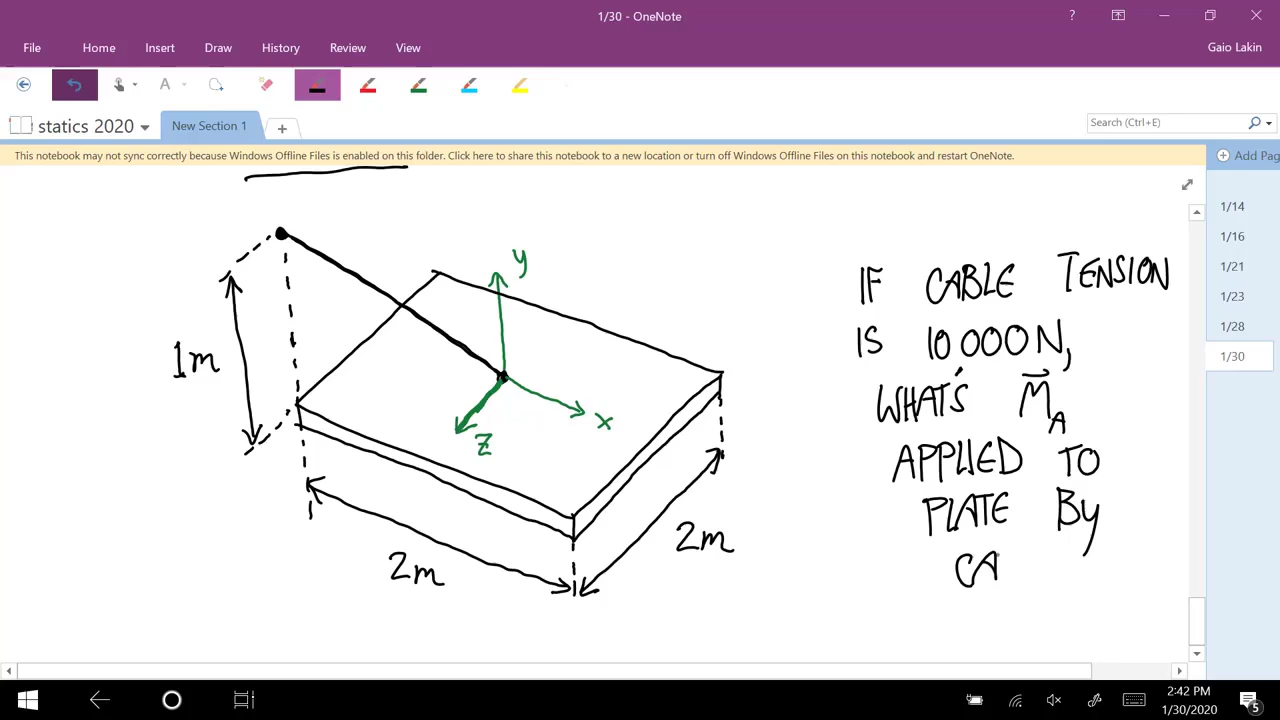 1/30 - OneNote
?
File Home Insert Draw History Review View
Gaio Lakin
A
statics 2020
New Section 1
+
Search (Ctrl+E)
This notebook may not sync correctly because Windows Offline Files is enabled on this folder. Click here to share this notebook to a new location or turn off Windows Offline Files on this notebook and restart OneNote.
Add Pag
1/14
1/16
1/21
1/23
1/28
1/30
y
x
z
1m
2m
2m
IF CABLE TENSION
IS 10 000N,
WHAT'S M⃗A
APPLIED TO
PLATE BY
CA
2:42 PM
1/30/2020
5